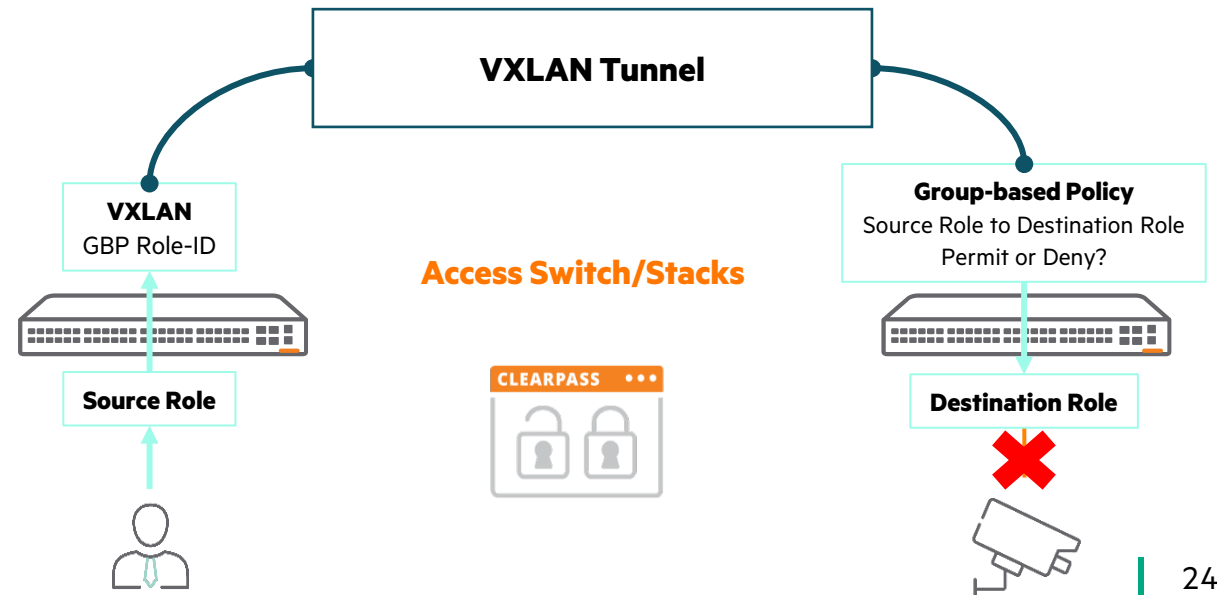 VXLAN Tunnel
VXLAN
GBP Role-ID
Group-based Policy
Source Role to Destination Role
Permit or Deny?
Access Switch/Stacks
Source Role
CLEARPASS
Destination Role
24